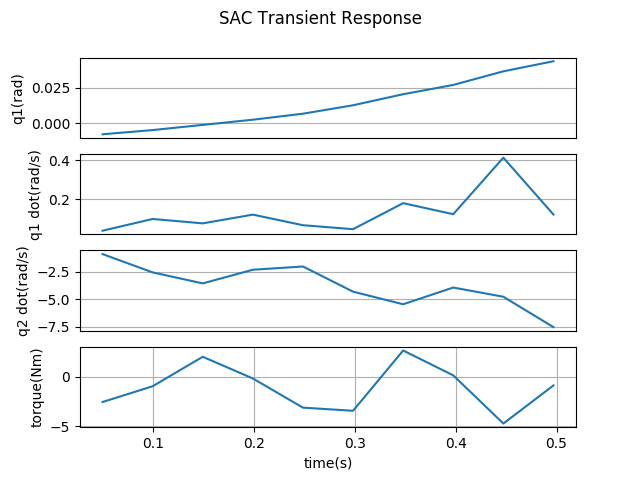 SAC Transient Response
q1(rad)
0.025
0.000
q1 dot(rad/s)
0.4
0.2
q2 dot(rad/s)
−2.5
−5.0
−7.5
torque(Nm)
0
−5
0.1 0.2 0.3 0.4 0.5
time(s)